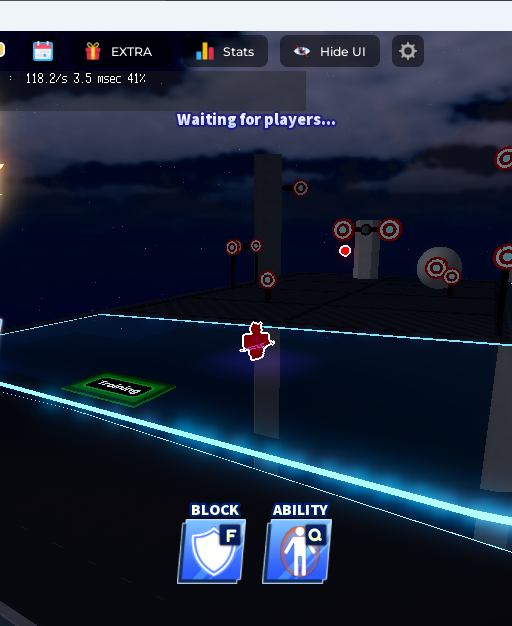 EXTRA
Stats
Hide UI
: 118.2/s 3.5 msec 41%
Waiting for players...
Training
BLOCK
ABILITY
F
Q